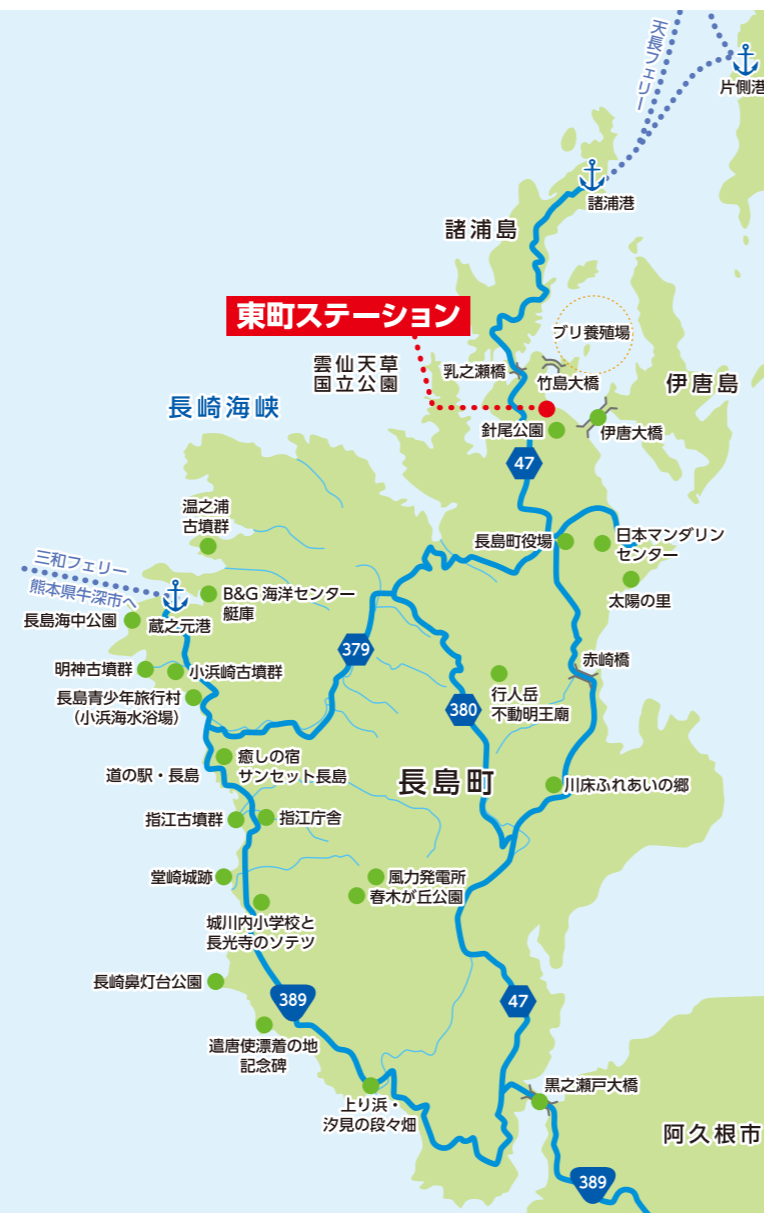 天長フェリー
片側港
諸浦港
諸浦島
東町ステーション
ブリ養殖場
雲仙天草
国立公園
乳之瀬橋
竹島大橋
伊唐島
長崎海峡
針尾公園
伊唐大橋
47
温之浦
古墳群
長島町役場
日本マンダリン
センター
三和フェリー
熊本県牛深市へ
B&G 海洋センター
艇庫
太陽の里
長島海中公園
蔵之元港
379
赤崎橋
明神古墳群
小浜崎古墳群
行人岳
不動明王廟
長島青少年旅行村
（小浜海水浴場）
380
癒しの宿
サンセット長島
道の駅・長島
長島町
川床ふれあいの郷
指江古墳群
指江庁舎
堂崎城跡
風力発電所
春木が丘公園
城川内小学校と
長光寺のソテツ
長崎鼻灯台公園
389
47
遣唐使漂着の地
記念碑
黒之瀬戸大橋
上り浜・
汐見の段々畑
阿久根市
389